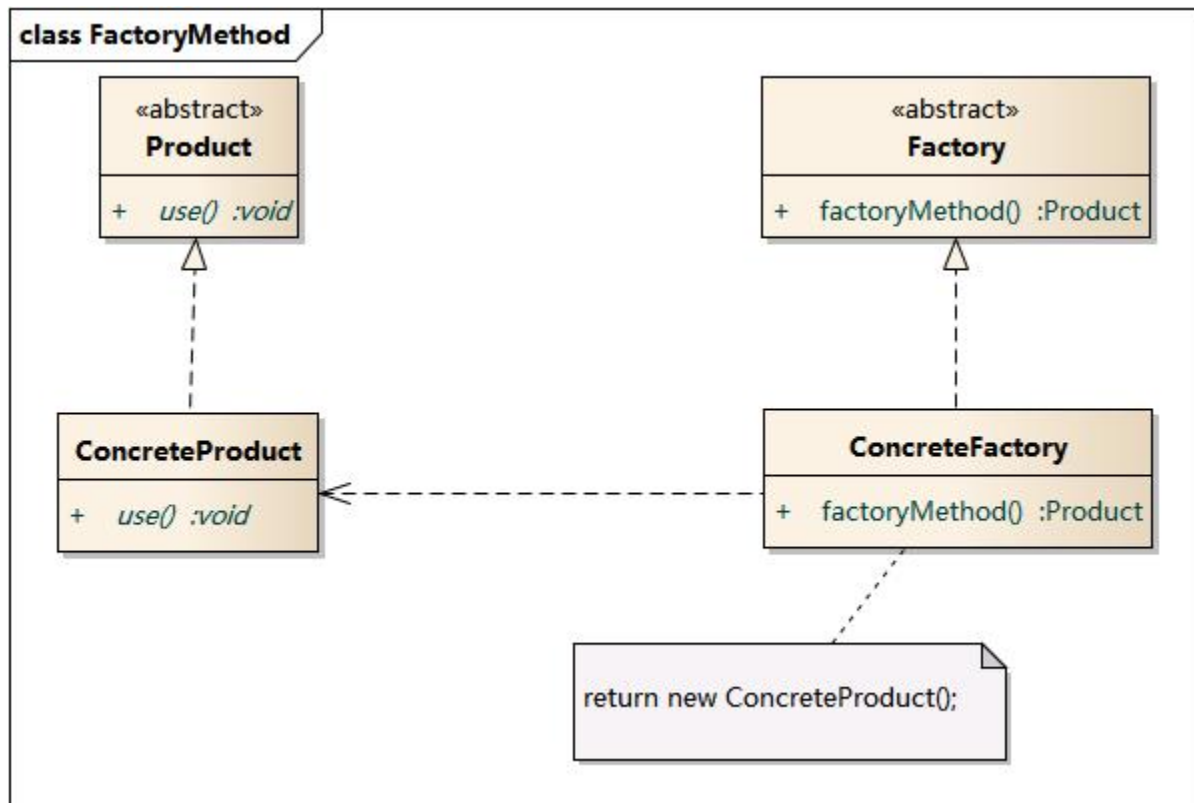 class FactoryMethod
«abstract»
Product
+ use() :void
«abstract»
Factory
+ factoryMethod() :Product
ConcreteProduct
+ use() :void
ConcreteFactory
+ factoryMethod() :Product
return new ConcreteProduct();